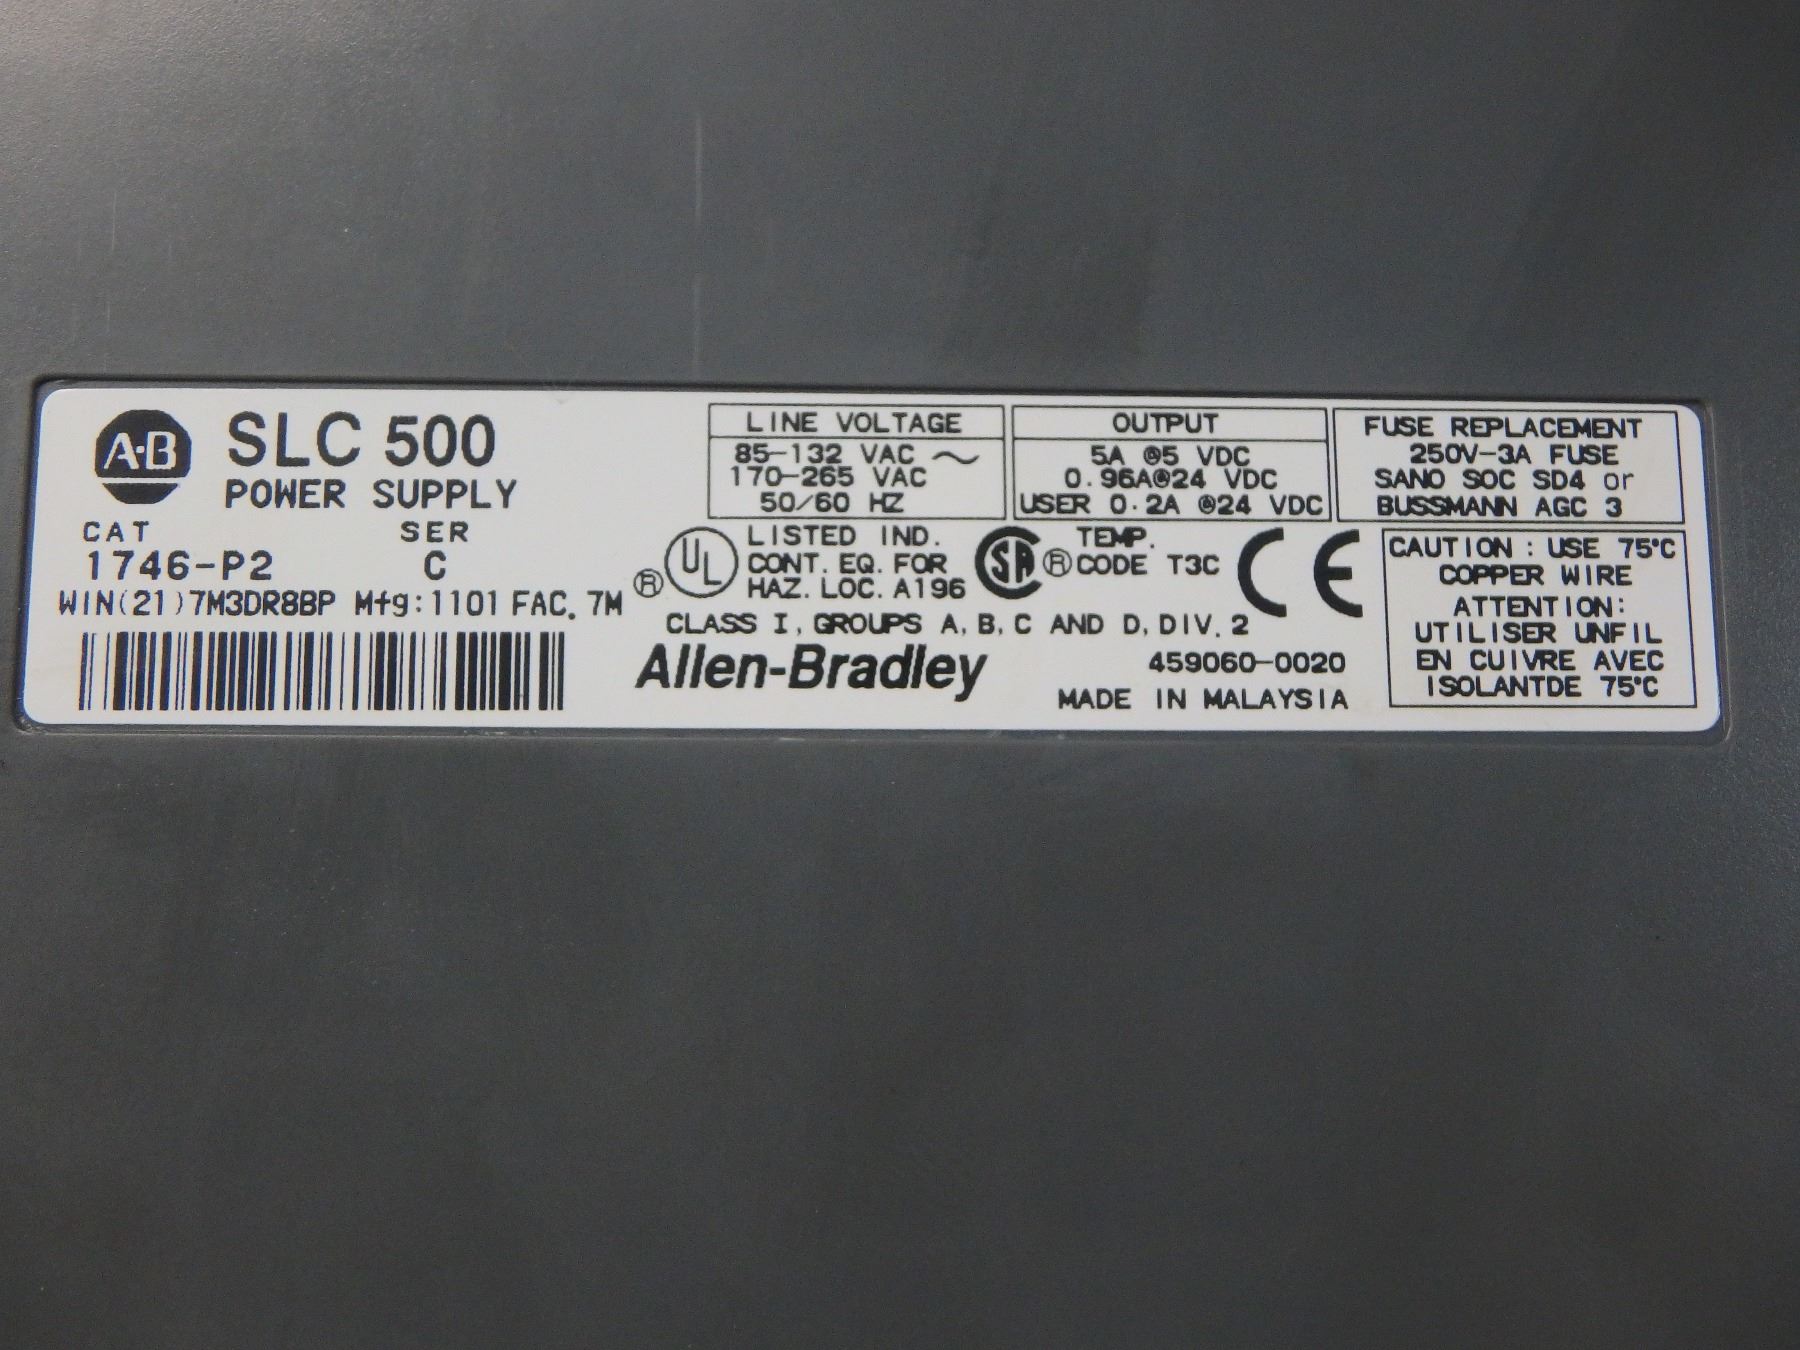 A·B
SLC 500
POWER SUPPLY
CAT SER
1746-P2 C
WIN(21)7M3DR8BP Mfg:1101 FAC. 7M
LINE VOLTAGE
85-132 VAC ~
170-265 VAC
50/60 HZ
OUTPUT
5A @5 VDC
0.96A@24 VDC
USER 0.2A @24 VDC
FUSE REPLACEMENT
250V-3A FUSE
SANO SOC SD4 or
BUSSMANN AGC 3
UL ®
LISTED IND.
CONT. EQ. FOR
HAZ. LOC. A196
SA ®
TEMP.
CODE T3C
CE
CLASS I, GROUPS A, B, C AND D, DIV. 2
Allen-Bradley
459060-0020
MADE IN MALAYSIA
CAUTION: USE 75°C
COPPER WIRE
ATTENTION:
UTILISER UNFIL
EN CUIVRE AVEC
ISOLANTDE 75°C